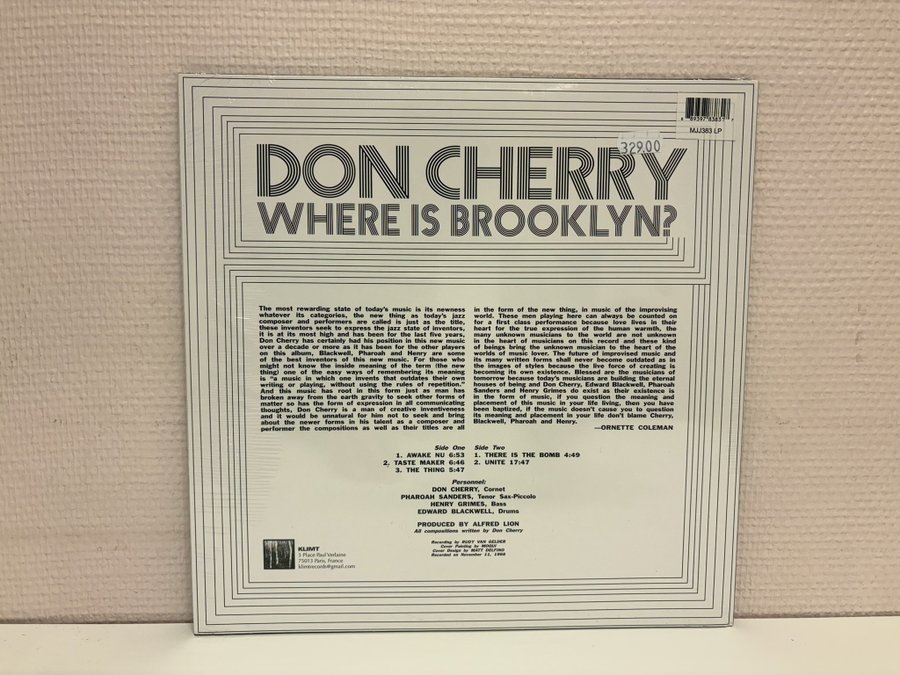 8 89397 83837 7
MJJ383 LP
329.00
DON CHERRY
WHERE IS BROOKLYN?
The most rewarding state of today's music is its newness
whatever its categories, the new thing as today's jazz
composer and performers are called is just as the title,
these inventors seek to express the jazz state of inventors,
it is at its most high and has been for the last five years,
Don Cherry has certainly had his position in this new music
over a decade or more as it has been for the other players
on this album, Blackwell, Pharoah and Henry are some
of the best inventors of this new music. For those who
might not know the inside meaning of the term (the new
thing) one of the easy ways of remembering its meaning
is "a music in which one invents that outdates their own
writing or playing, without using the rules of repetition."
And this music has root in this form just as man has
broken away from the earth gravity to seek other forms of
matter so has the form of expression in all communicating
thoughts, Don Cherry is a man of creative inventiveness
and it would be unnatural for him not to seek and bring
about the newer forms in his talent as a composer and
performer the compositions as well as their titles are all
in the form of the new thing, in music of the improvising
world. These men playing here can always be counted on
for a first class performance because love lives in their
heart for the true expression of the human warmth, the
many unknown musicians to the world are not unknown
in the heart of musicians on this record and these kind
of beings bring the unknown musician to the heart of the
worlds of music lover. The future of improvised music and
its many written forms shall never become outdated as in
the images of styles because the live force of creating is
becoming its own existence. Blessed are the musicians of
tomorrow because today's musicians are building the eternal
houses of being and Don Cherry, Edward Blackwell, Pharoah
Sanders and Henry Grimes do exist as their existence is
in the form of music, if you question the meaning and
placement of this music in your life living, then you have
been baptized, if the music doesn't cause you to question
its meaning and placement in your life don't blame Cherry,
Blackwell, Pharoah and Henry.
—ORNETTE COLEMAN
Side One
1. AWAKE NU 6:53
2. TASTE MAKER 6:46
3. THE THING 5:47
Side Two
1. THERE IS THE BOMB 4:49
2. UNITE 17:47
Personnel:
DON CHERRY, Cornet
PHAROAH SANDERS, Tenor Sax-Piccolo
HENRY GRIMES, Bass
EDWARD BLACKWELL, Drums
PRODUCED BY ALFRED LION
All compositions written by Don Cherry
Recording by RUDY VAN GELDER
Cover Painting by MOQUI
Cover Design by MATT DELFINO
Recorded on November 11, 1966
KLIMT
3 Place Paul Verlaine
75013 Paris, France
klimtrecords@gmail.com